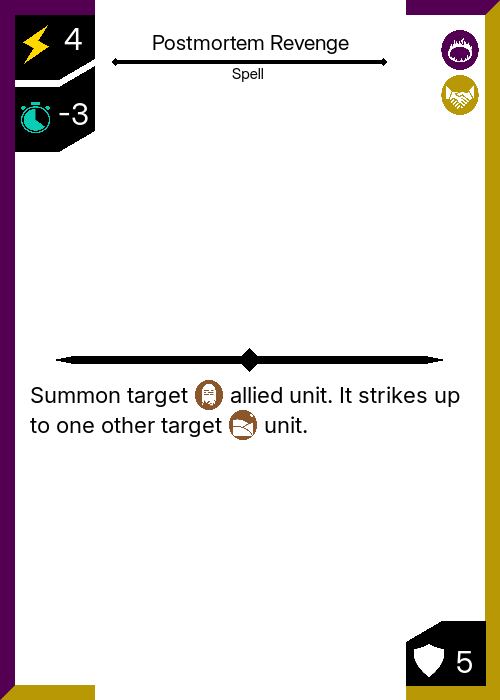 4
Postmortem Revenge
Spell
-3
Summon target allied unit. It strikes up
to one other target unit.
5